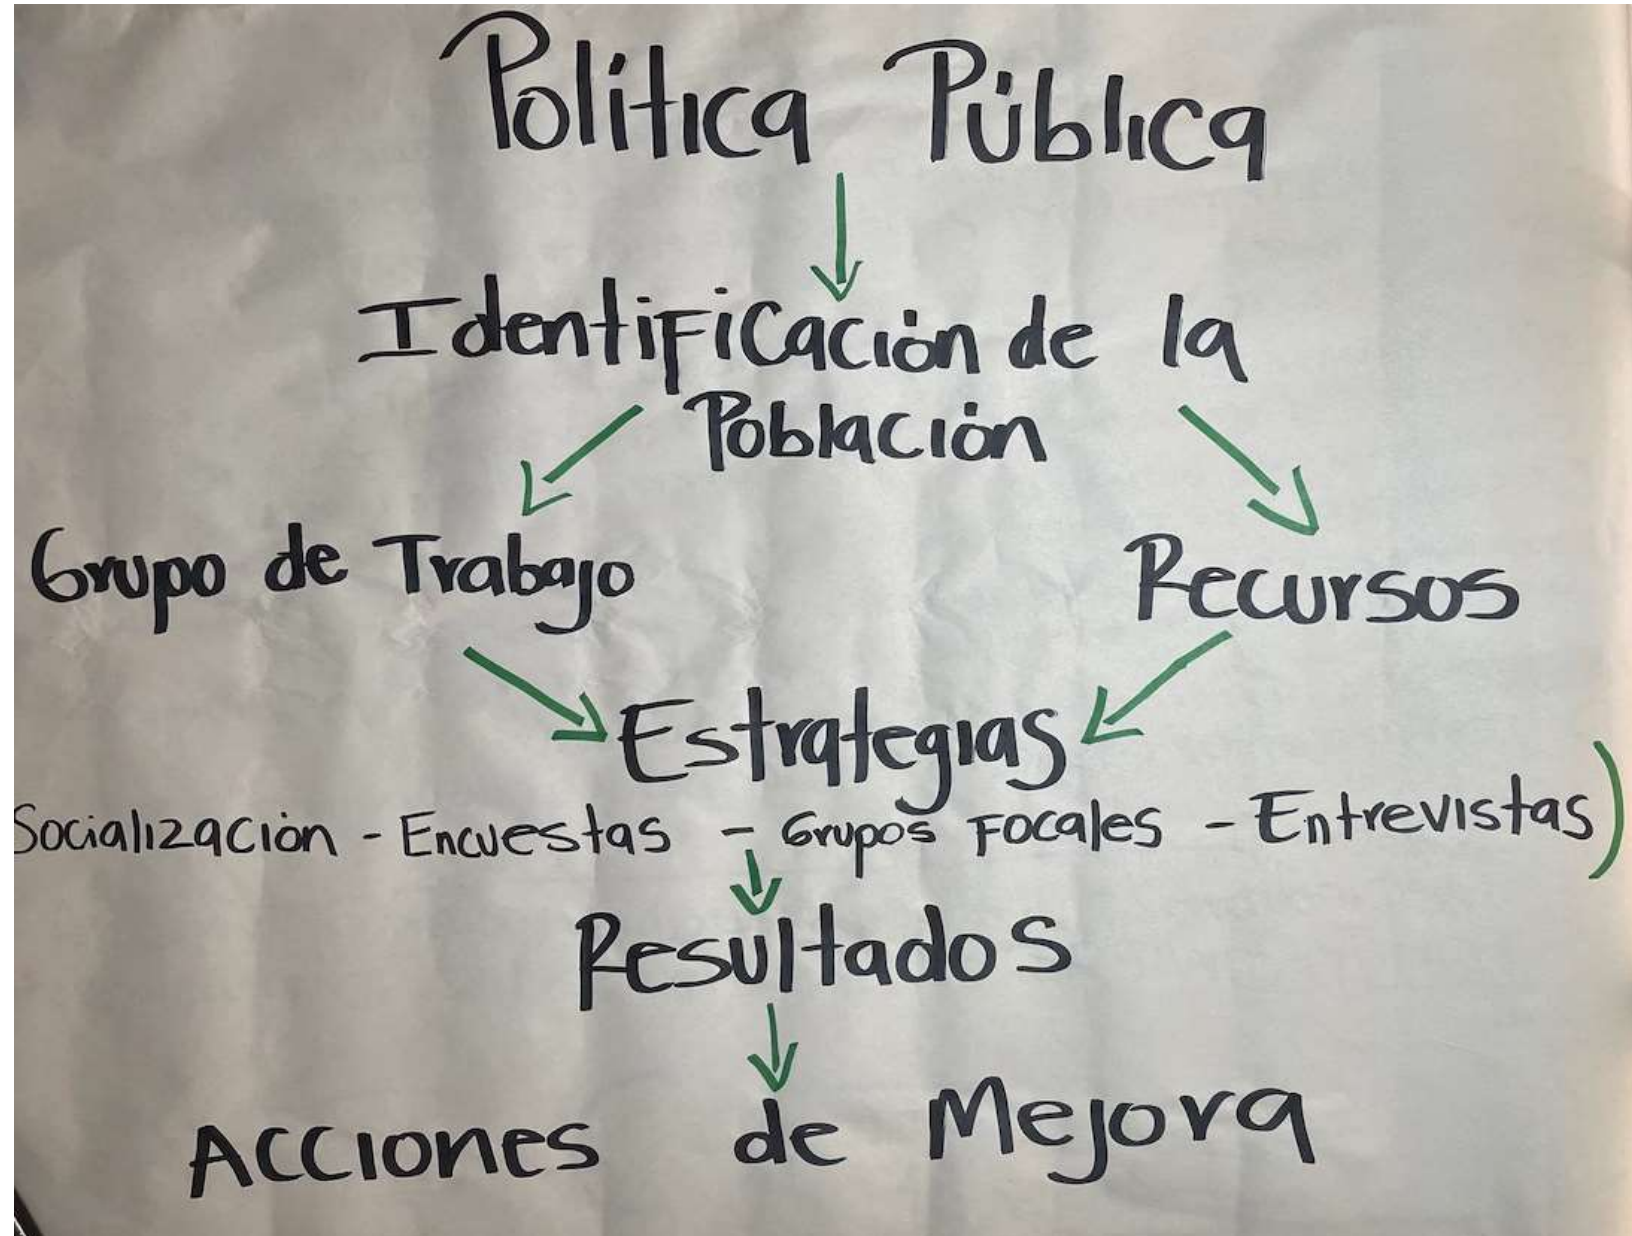 Política Pública
Identificación de la
Población
Grupo de Trabajo
Recursos
Estrategias
Socialización - Encuestas - Grupos Focales - Entrevistas)
Resultados
Acciones de Mejora